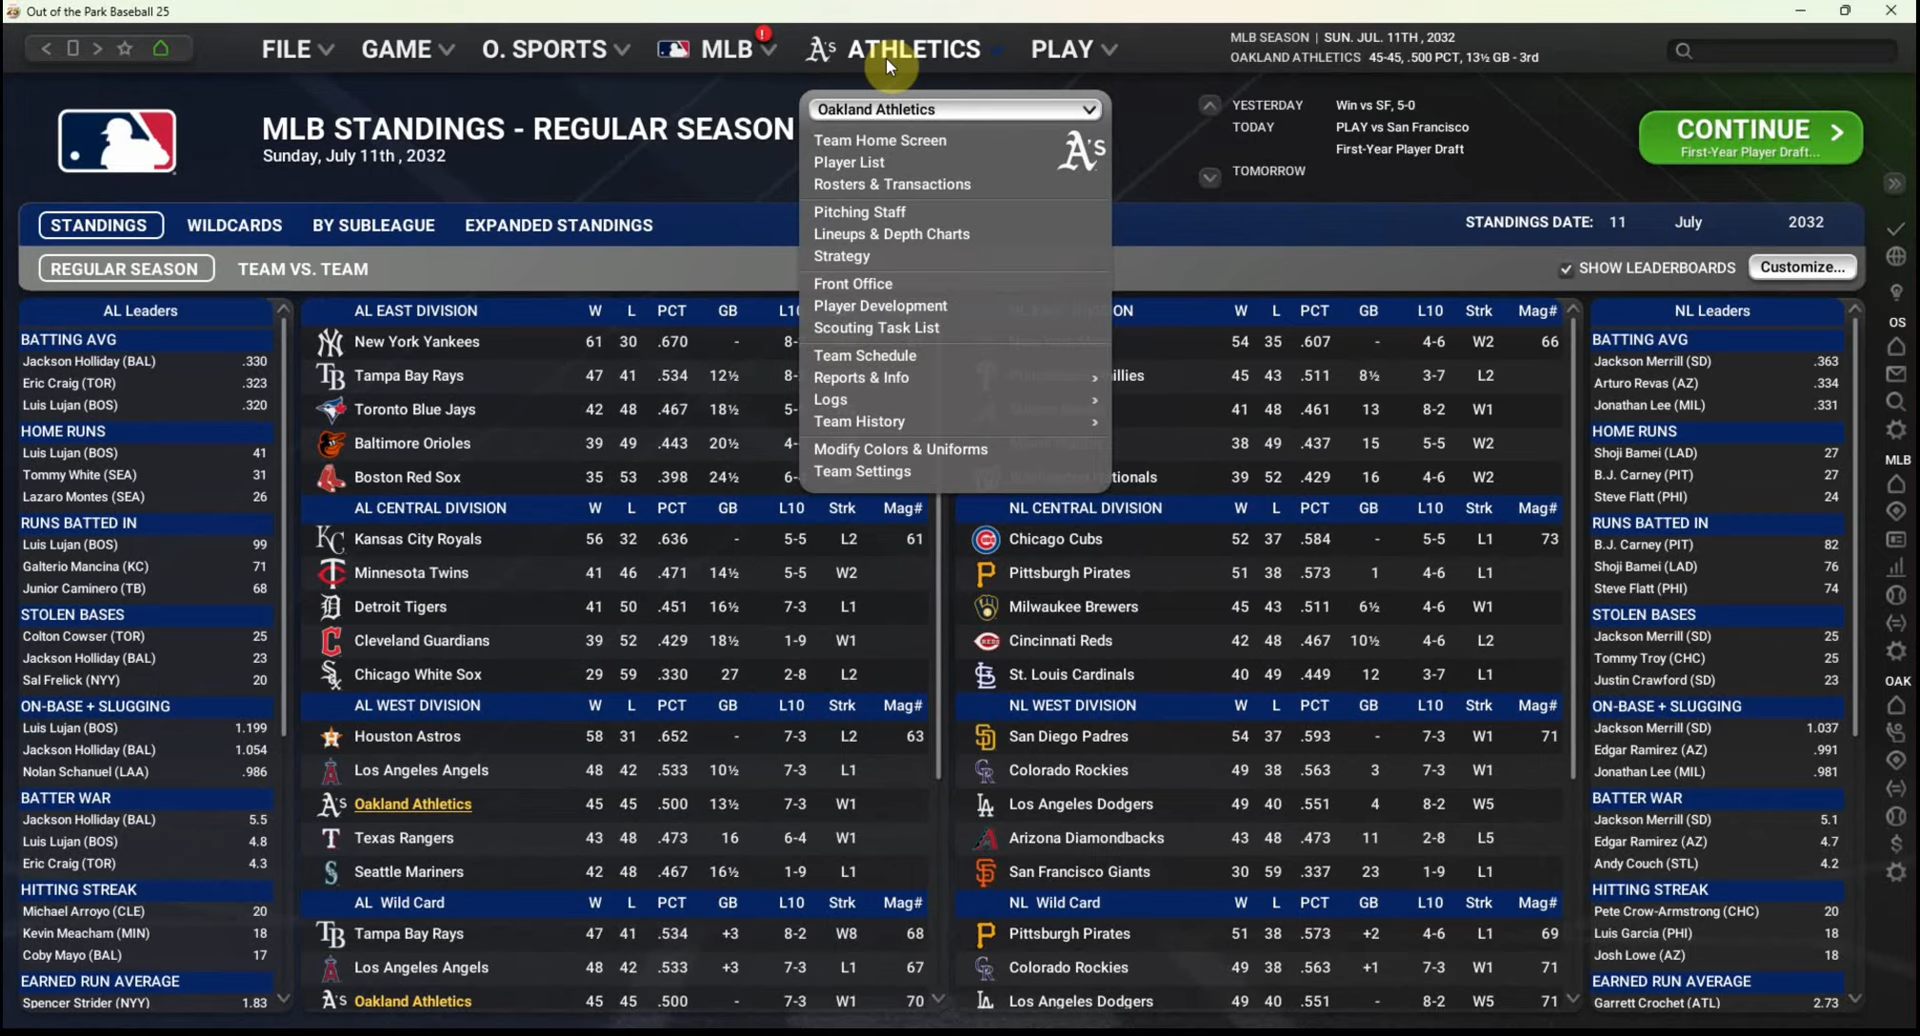 Out of the Park Baseball 25
FILE GAME O. SPORTS MLB ! A's ATHLETICS PLAY
MLB SEASON | SUN. JUL. 11TH , 2032
OAKLAND ATHLETICS 45-45, .500 PCT, 13½ GB - 3rd
MLB STANDINGS - REGULAR SEASON
Sunday, July 11th , 2032
Oakland Athletics
Team Home Screen
Player List
Rosters & Transactions
A's
Pitching Staff
Lineups & Depth Charts
Strategy
Front Office
Player Development
Scouting Task List
Team Schedule
Reports & Info
Logs
Team History
Modify Colors & Uniforms
Team Settings
YESTERDAY Win vs SF, 5-0
TODAY PLAY vs San Francisco
First-Year Player Draft
TOMORROW
CONTINUE
First-Year Player Draft...
STANDINGS WILDCARDS BY SUBLEAGUE EXPANDED STANDINGS
STANDINGS DATE: 11 July 2032
REGULAR SEASON TEAM VS. TEAM
SHOW LEADERBOARDS Customize...
AL Leaders
BATTING AVG
Jackson Holliday (BAL) .330
Eric Craig (TOR) .323
Luis Lujan (BOS) .320
HOME RUNS
Luis Lujan (BOS) 41
Tommy White (SEA) 31
Lazaro Montes (SEA) 26
RUNS BATTED IN
Luis Lujan (BOS) 99
Galterio Mancina (KC) 71
Junior Caminero (TB) 68
STOLEN BASES
Colton Cowser (TOR) 25
Jackson Holliday (BAL) 23
Sal Frelick (NYY) 20
ON-BASE + SLUGGING
Luis Lujan (BOS) 1.199
Jackson Holliday (BAL) 1.054
Nolan Schanuel (LAA) .986
BATTER WAR
Jackson Holliday (BAL) 5.5
Luis Lujan (BOS) 4.8
Eric Craig (TOR) 4.3
HITTING STREAK
Michael Arroyo (CLE) 20
Kevin Meacham (MIN) 18
Coby Mayo (BAL) 17
EARNED RUN AVERAGE
Spencer Strider (NYY) 1.83
AL EAST DIVISION W L PCT GB L10
New York Yankees 61 30 .670 - 8-
Tampa Bay Rays 47 41 .534 12½ 8-
Toronto Blue Jays 42 48 .467 18½ 5-
Baltimore Orioles 39 49 .443 20½ 4-
Boston Red Sox 35 53 .398 24½ 6-
AL CENTRAL DIVISION W L PCT GB L10 Strk Mag#
Kansas City Royals 56 32 .636 - 5-5 L2 61
Minnesota Twins 41 46 .471 14½ 5-5 W2
Detroit Tigers 41 50 .451 16½ 7-3 L1
Cleveland Guardians 39 52 .429 18½ 1-9 W1
Chicago White Sox 29 59 .330 27 2-8 L2
AL WEST DIVISION W L PCT GB L10 Strk Mag#
Houston Astros 58 31 .652 - 7-3 L2 63
Los Angeles Angels 48 42 .533 10½ 7-3 L1
Oakland Athletics 45 45 .500 13½ 7-3 W1
Texas Rangers 43 48 .473 16 6-4 W1
Seattle Mariners 42 48 .467 16½ 1-9 L1
AL Wild Card W L PCT GB L10 Strk Mag#
Tampa Bay Rays 47 41 .534 +3 8-2 W8 68
Los Angeles Angels 48 42 .533 +3 7-3 L1 67
Oakland Athletics 45 45 .500 - 7-3 W1 70
ON W L PCT GB L10 Strk Mag#
54 35 .607 - 4-6 W2 66
illies 45 43 .511 8½ 3-7 L2
41 48 .461 13 8-2 W1
38 49 .437 15 5-5 W2
tionals 39 52 .429 16 4-6 W2
NL CENTRAL DIVISION W L PCT GB L10 Strk Mag#
Chicago Cubs 52 37 .584 - 5-5 L1 73
Pittsburgh Pirates 51 38 .573 1 4-6 L1
Milwaukee Brewers 45 43 .511 6½ 4-6 W1
Cincinnati Reds 42 48 .467 10½ 4-6 L2
St. Louis Cardinals 40 49 .449 12 3-7 L1
NL WEST DIVISION W L PCT GB L10 Strk Mag#
San Diego Padres 54 37 .593 - 7-3 W1 71
Colorado Rockies 49 38 .563 3 7-3 W1
Los Angeles Dodgers 49 40 .551 4 8-2 W5
Arizona Diamondbacks 43 48 .473 11 2-8 L5
San Francisco Giants 30 59 .337 23 1-9 L1
NL Wild Card W L PCT GB L10 Strk Mag#
Pittsburgh Pirates 51 38 .573 +2 4-6 L1 69
Colorado Rockies 49 38 .563 +1 7-3 W1 71
Los Angeles Dodgers 49 40 .551 - 8-2 W5 71
NL Leaders
BATTING AVG
Jackson Merrill (SD) .363
Arturo Revas (AZ) .334
Jonathan Lee (MIL) .331
HOME RUNS
Shoji Bamei (LAD) 27
B.J. Carney (PIT) 27
Steve Flatt (PHI) 24
RUNS BATTED IN
B.J. Carney (PIT) 82
Shoji Bamei (LAD) 76
Steve Flatt (PHI) 74
STOLEN BASES
Jackson Merrill (SD) 25
Tommy Troy (CHC) 25
Justin Crawford (SD) 23
ON-BASE + SLUGGING
Jackson Merrill (SD) 1.037
Edgar Ramirez (AZ) .991
Jonathan Lee (MIL) .981
BATTER WAR
Jackson Merrill (SD) 5.1
Edgar Ramirez (AZ) 4.7
Andy Couch (STL) 4.2
HITTING STREAK
Pete Crow-Armstrong (CHC) 20
Luis Garcia (PHI) 18
Josh Lowe (AZ) 18
EARNED RUN AVERAGE
Garrett Crochet (ATL) 2.73
OS
MLB
OAK